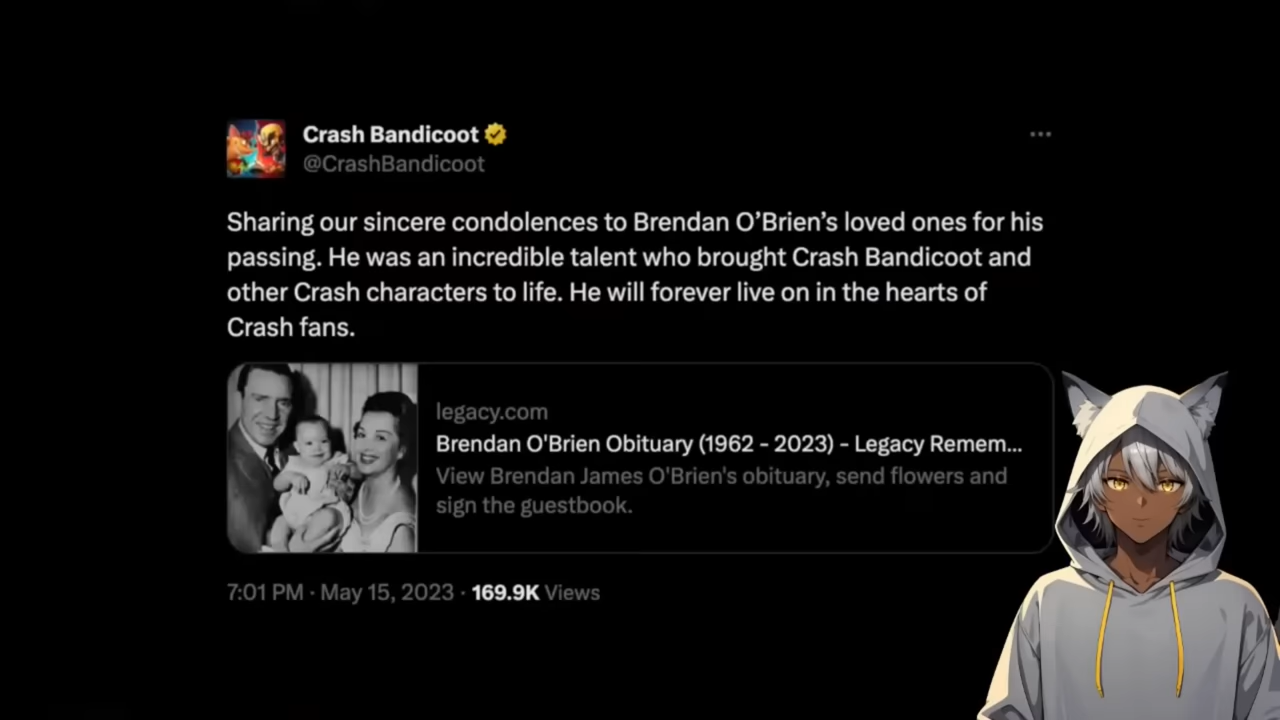 Crash Bandicoot
@CrashBandicoot
Sharing our sincere condolences to Brendan O’Brien’s loved ones for his
passing. He was an incredible talent who brought Crash Bandicoot and
other Crash characters to life. He will forever live on in the hearts of
Crash fans.
legacy.com
Brendan O'Brien Obituary (1962 - 2023) - Legacy Remem...
View Brendan James O'Brien's obituary, send flowers and
sign the guestbook.
7:01 PM · May 15, 2023 · 169.9K Views